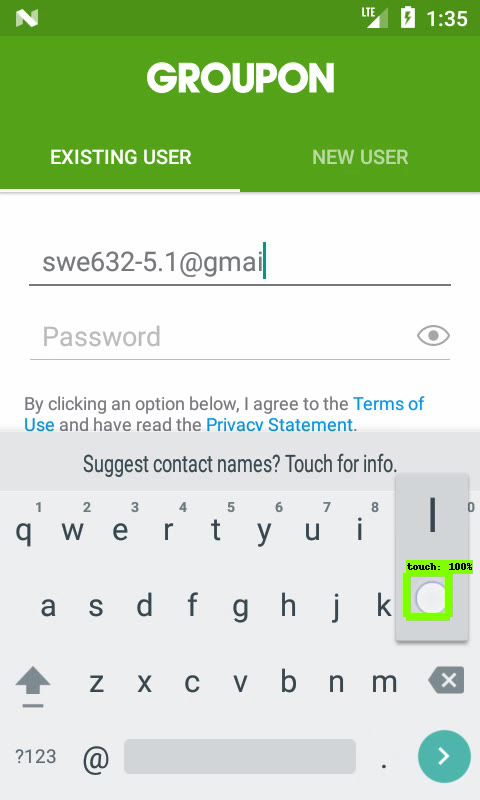 LTE 1:35
GROUPON
EXISTING USER NEW USER
swe632-5.1@gmai
Password
By clicking an option below, I agree to the Terms of
Use and have read the Privacy Statement.
Suggest contact names? Touch for info.
1 2 3 4 5 6 7 8 0
q w e r t y u i
l
touch: 100%
a s d f g h j k
z x c v b n m
?123 @ .